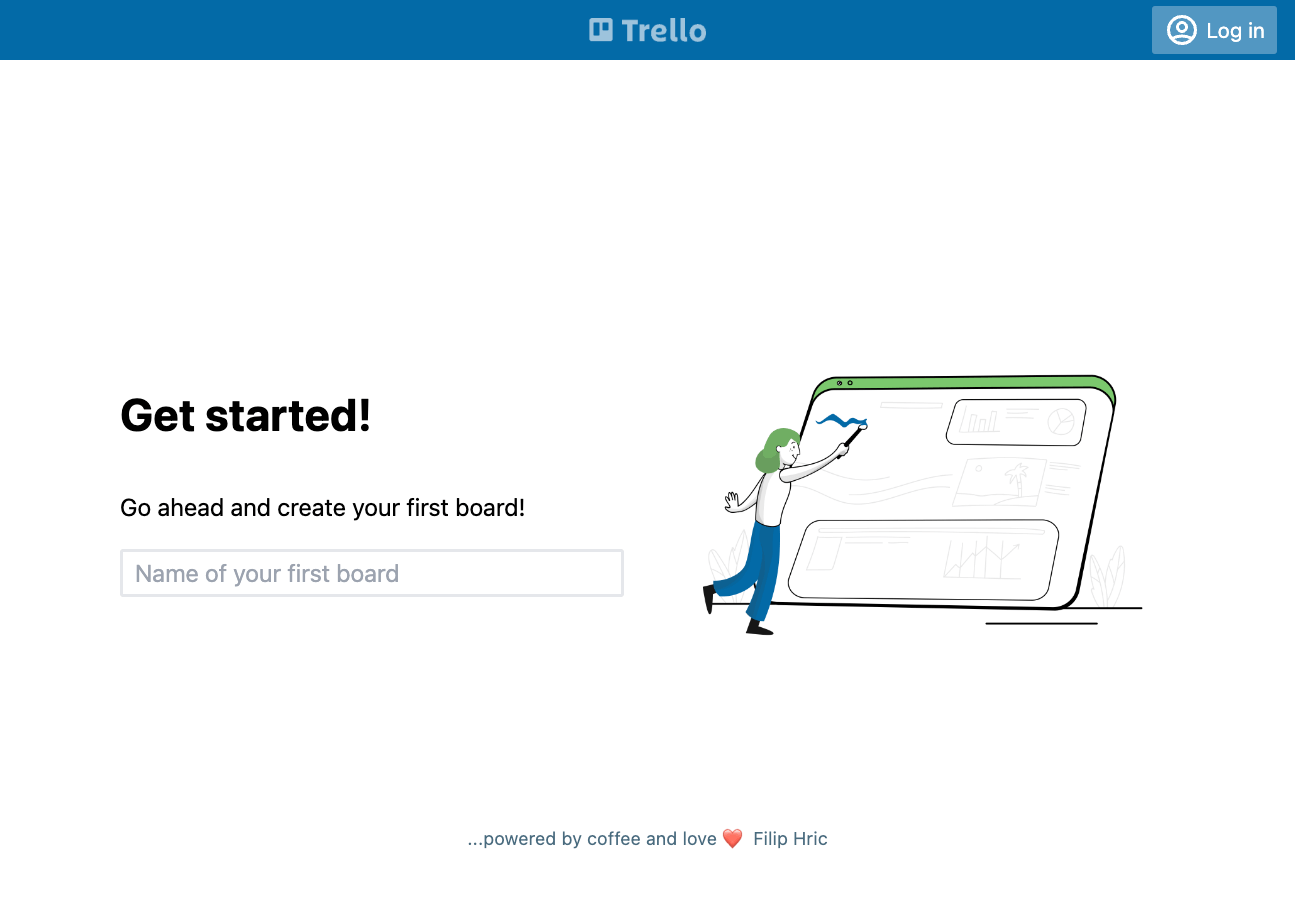 Trello
Log in
Get started!
Go ahead and create your first board!
Name of your first board
...powered by coffee and love ❤️ Filip Hric